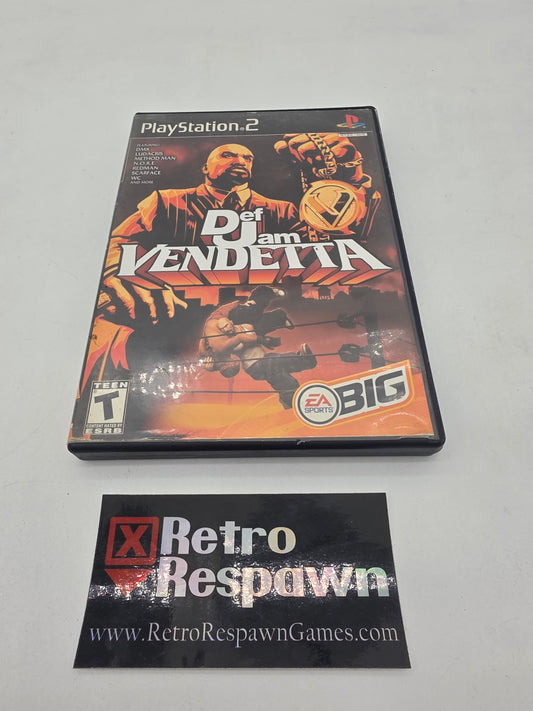 PlayStation 2
FEATURING:
DMX
LUDACRIS
METHOD MAN
N.O.R.E.
REDMAN
SCARFACE
WC
AND MORE
Def
Jam
VENDETTA
TEEN
T
CONTENT RATED BY
ESRB
EA
SPORTS
BIG
Retro
Respawn
www.RetroRespawnGames.com